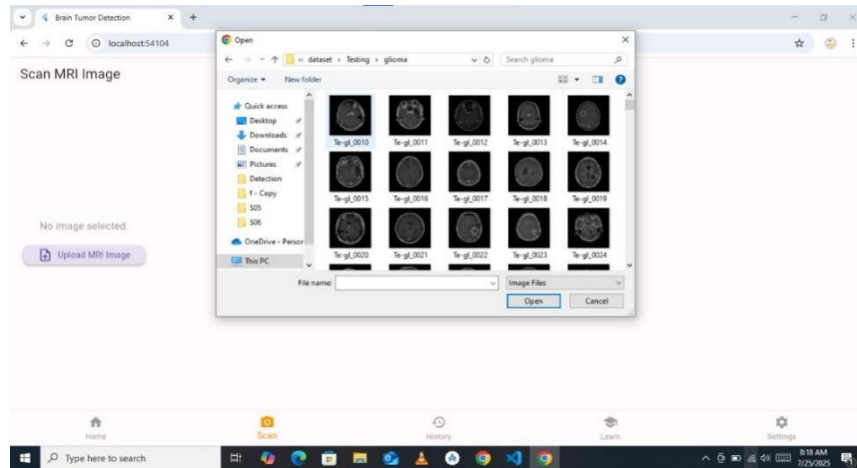 Brain Tumor Detection
localhost:54104
Scan MRI Image
No image selected.
Upload MRI Image
Open
« dataset > Testing > glioma
Search glioma
Organize
New folder
Quick access
Desktop
Downloads
Documents
Pictures
Detection
f - Copy
S05
S06
OneDrive - Person
This PC
Te-gl_0010 Te-gl_0011 Te-gl_0012 Te-gl_0013 Te-gl_0014
Te-gl_0015 Te-gl_0016 Te-gl_0017 Te-gl_0018 Te-gl_0019
Te-gl_0020 Te-gl_0021 Te-gl_0022 Te-gl_0023 Te-gl_0024
File name:
Image Files
Open Cancel
Home Scan History Learn Settings
Type here to search
8:18 AM
7/25/2025